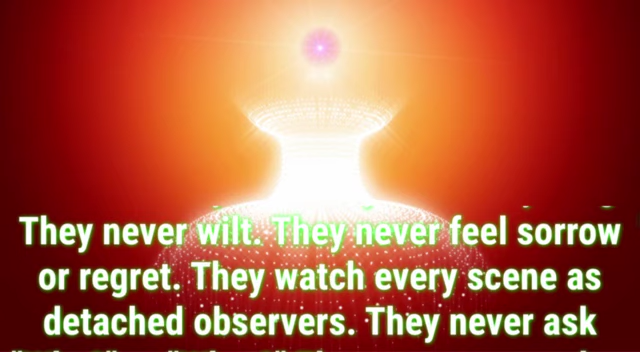 They never wilt. They never feel sorrow
or regret. They watch every scene as
detached observers. They never ask